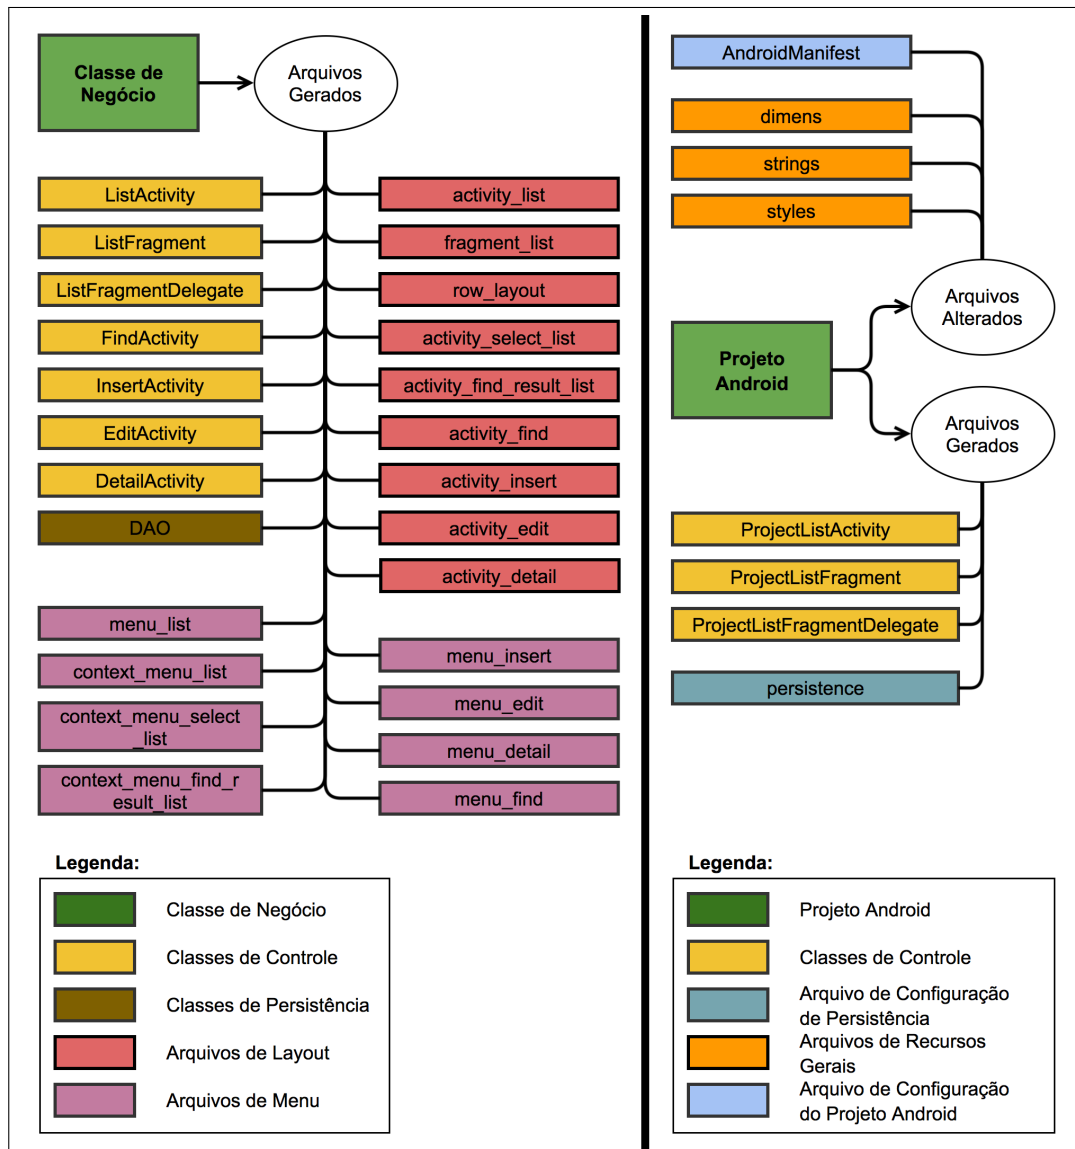 Classe de
Negócio
Arquivos
Gerados
ListActivity
ListFragment
ListFragmentDelegate
FindActivity
InsertActivity
EditActivity
DetailActivity
DAO
activity_list
fragment_list
row_layout
activity_select_list
activity_find_result_list
activity_find
activity_insert
activity_edit
activity_detail
menu_list
context_menu_list
context_menu_select
_list
context_menu_find_r
esult_list
menu_insert
menu_edit
menu_detail
menu_find
Legenda:
Classe de Negócio
Classes de Controle
Classes de Persistência
Arquivos de Layout
Arquivos de Menu
AndroidManifest
dimens
strings
styles
Arquivos
Alterados
Projeto
Android
Arquivos
Gerados
ProjectListActivity
ProjectListFragment
ProjectListFragmentDelegate
persistence
Legenda:
Projeto Android
Classes de Controle
Arquivo de Configuração
de Persistência
Arquivos de Recursos
Gerais
Arquivo de Configuração
do Projeto Android